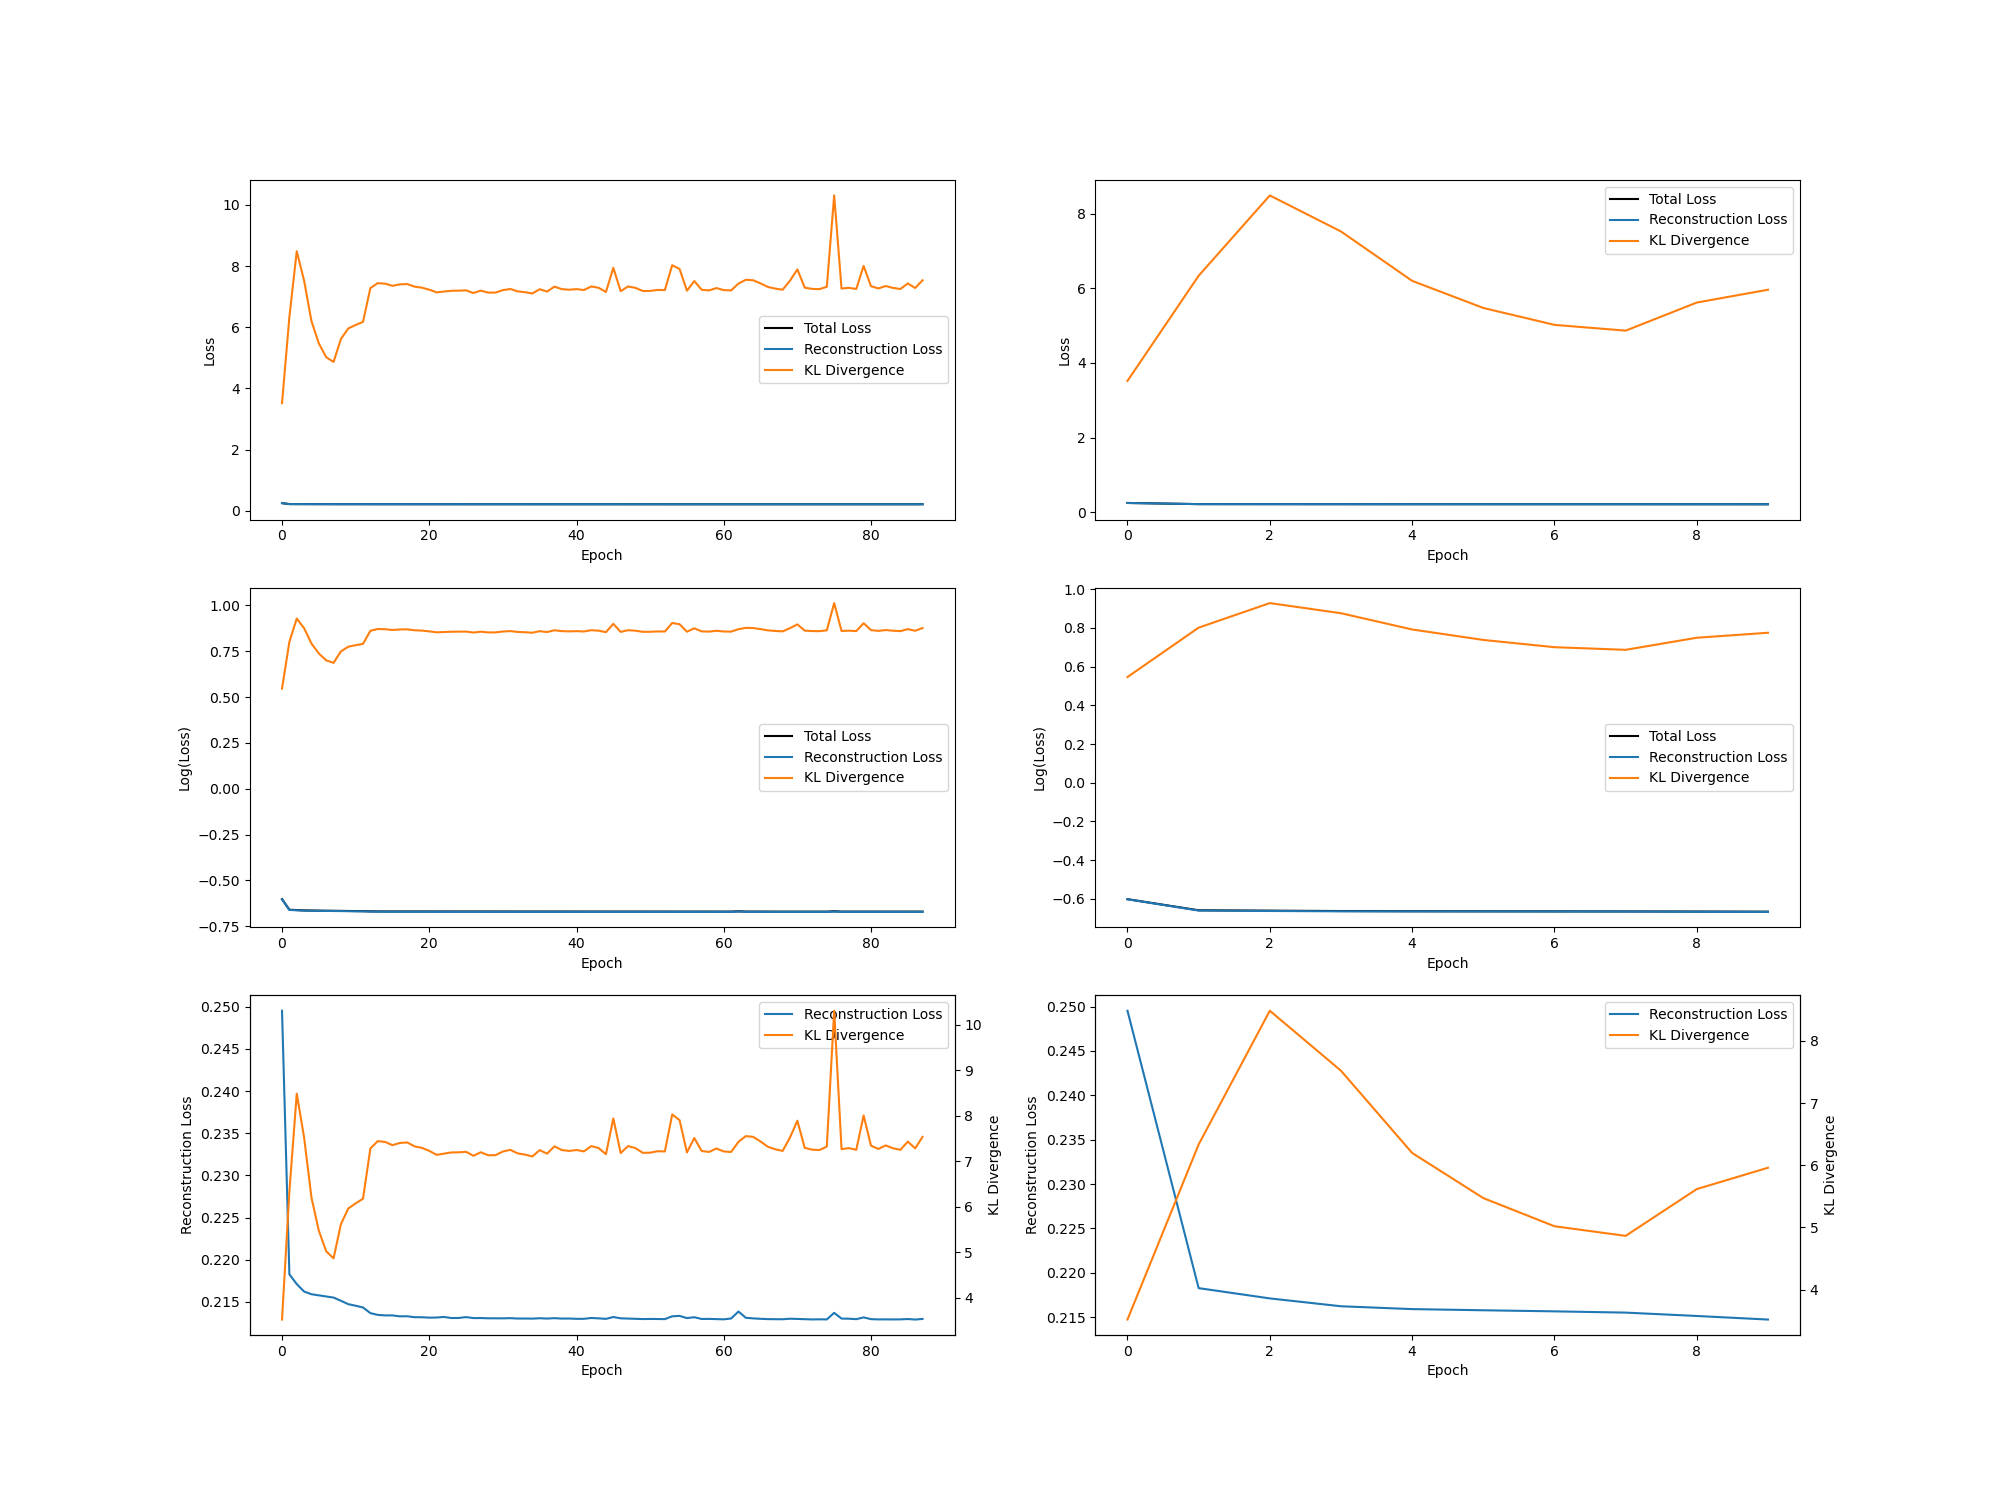 10
8
6
4
2
0
Loss
Total Loss
Reconstruction Loss
KL Divergence
0 20 40 60 80
Epoch
8
6
4
2
0
Loss
Total Loss
Reconstruction Loss
KL Divergence
0 2 4 6 8
Epoch
1.00
0.75
0.50
0.25
0.00
−0.25
−0.50
−0.75
Log(Loss)
Total Loss
Reconstruction Loss
KL Divergence
0 20 40 60 80
Epoch
1.0
0.8
0.6
0.4
0.2
0.0
−0.2
−0.4
−0.6
Log(Loss)
Total Loss
Reconstruction Loss
KL Divergence
0 2 4 6 8
Epoch
0.250
0.245
0.240
0.235
0.230
0.225
0.220
0.215
Reconstruction Loss
Reconstruction Loss
KL Divergence
10
9
8
7
6
5
4
KL Divergence
0 20 40 60 80
Epoch
0.250
0.245
0.240
0.235
0.230
0.225
0.220
0.215
Reconstruction Loss
Reconstruction Loss
KL Divergence
8
7
6
5
4
KL Divergence
0 2 4 6 8
Epoch